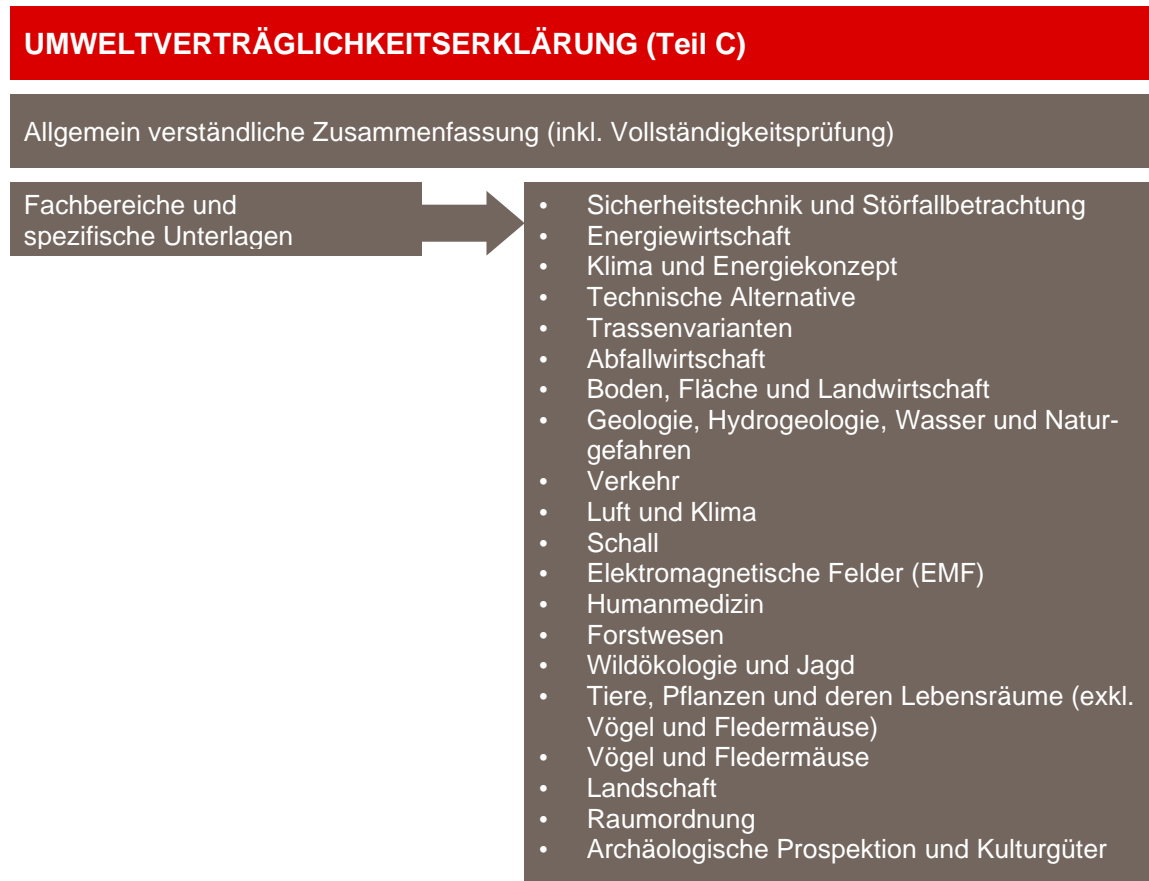 UMWELTVERTRÄGLICHKEITSERKLÄRUNG (Teil C)
Allgemein verständliche Zusammenfassung (inkl. Vollständigkeitsprüfung)
Fachbereiche und
spezifische Unterlagen
• Sicherheitstechnik und Störfallbetrachtung
• Energiewirtschaft
• Klima und Energiekonzept
• Technische Alternative
• Trassenvarianten
• Abfallwirtschaft
• Boden, Fläche und Landwirtschaft
• Geologie, Hydrogeologie, Wasser und Natur-
gefahren
• Verkehr
• Luft und Klima
• Schall
• Elektromagnetische Felder (EMF)
• Humanmedizin
• Forstwesen
• Wildökologie und Jagd
• Tiere, Pflanzen und deren Lebensräume (exkl.
Vögel und Fledermäuse)
• Vögel und Fledermäuse
• Landschaft
• Raumordnung
• Archäologische Prospektion und Kulturgüter